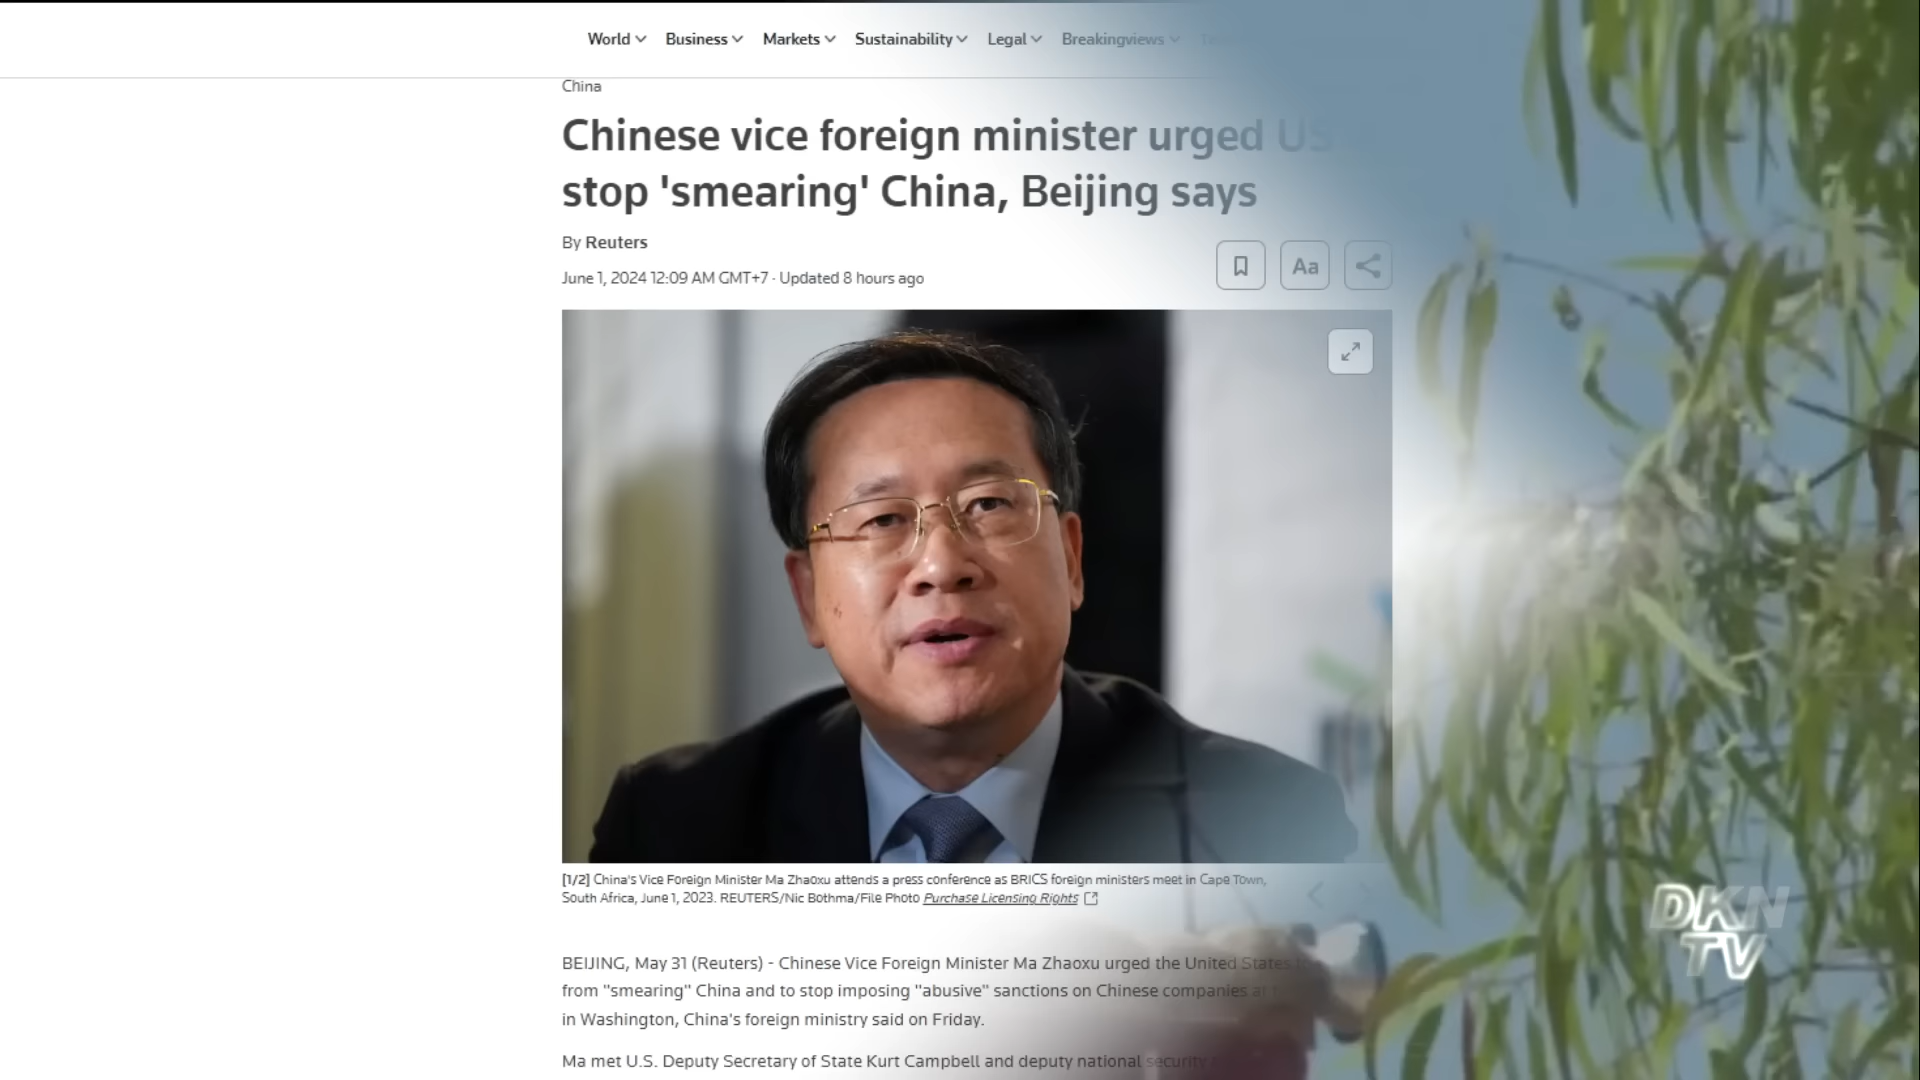 World Business Markets Sustainability Legal Breakingviews
China
Chinese vice foreign minister urged US
stop 'smearing' China, Beijing says
By Reuters
June 1, 2024 12:09 AM GMT+7 · Updated 8 hours ago
Aa
[1/2] China's Vice Foreign Minister Ma Zhaoxu attends a press conference as BRICS foreign ministers meet in Cape Town,
South Africa, June 1, 2023. REUTERS/Nic Bothma/File Photo Purchase Licensing Rights
BEIJING, May 31 (Reuters) - Chinese Vice Foreign Minister Ma Zhaoxu urged the United States
from "smearing" China and to stop imposing "abusive" sanctions on Chinese companies at
in Washington, China's foreign ministry said on Friday.
Ma met U.S. Deputy Secretary of State Kurt Campbell and deputy national security
DKN
TV